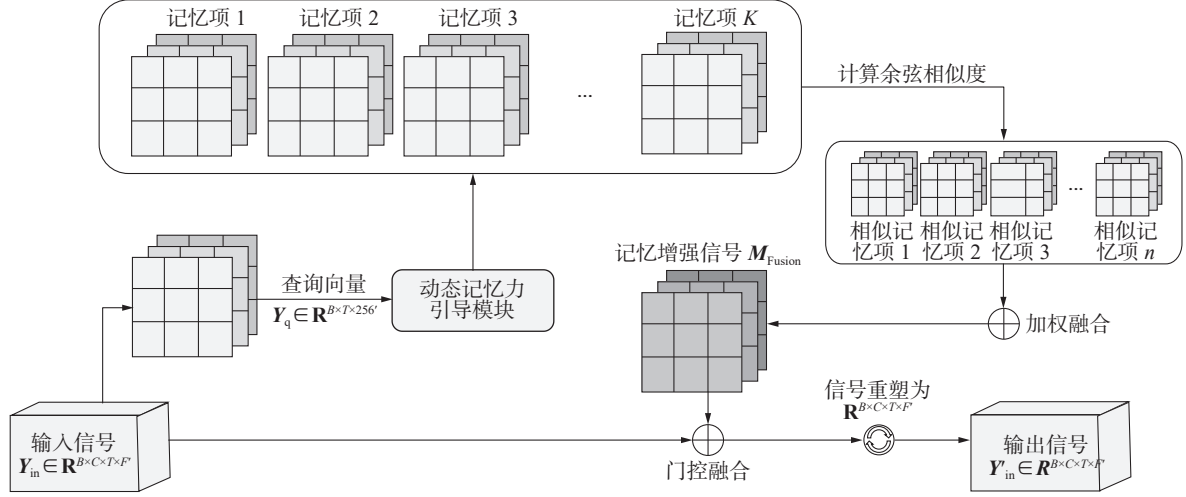 记忆项 1
记忆项 2
记忆项 3
记忆项 K
...
计算余弦相似度
相似记
忆项 1
相似记
忆项 2
相似记
忆项 3
...
相似记
忆项 n
查询向量
Y_q∈R^{B×T×256′}
动态记忆力
引导模块
记忆增强信号 M_Fusion
加权融合
信号重塑为
R^{B×C×T×F′}
输入信号
Y_in∈R^{B×C×T×F′}
门控融合
输出信号
Y′_in∈R^{B×C×T×F′}